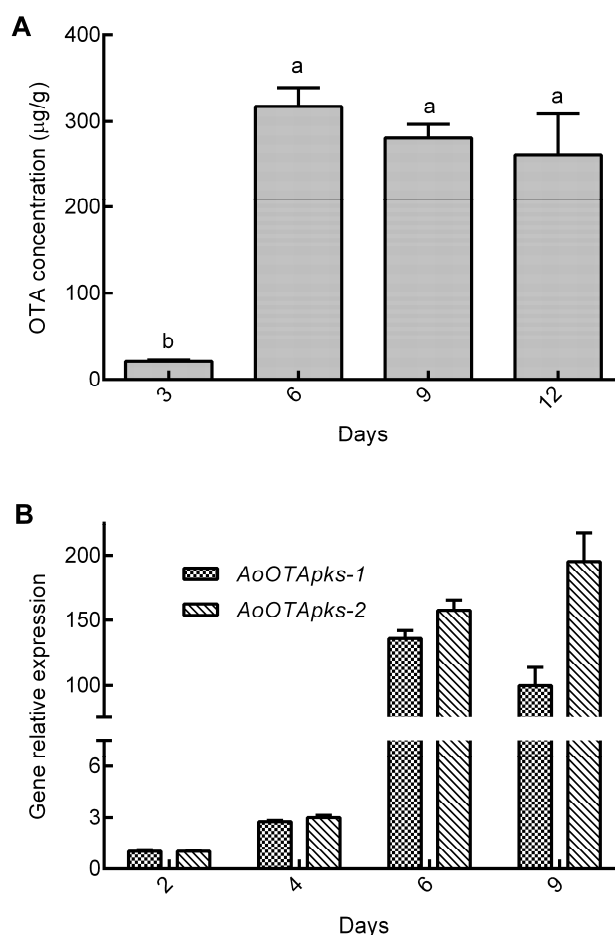 A
400
300
200
100
0
OTA concentration (µg/g)
b
a
a
a
3
6
9
12
Days
B
200
150
100
6
3
0
Gene relative expression
AoOTApks-1
AoOTApks-2
2
4
6
9
Days